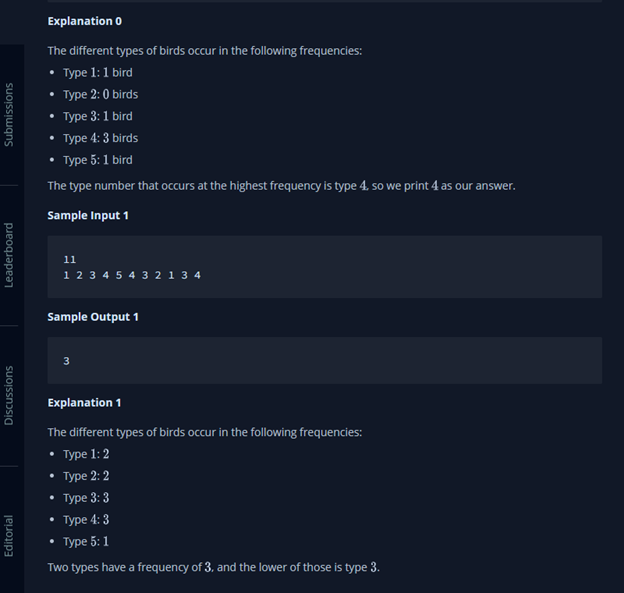 Explanation 0
The different types of birds occur in the following frequencies:
• Type 1: 1 bird
• Type 2: 0 birds
• Type 3: 1 bird
• Type 4: 3 birds
• Type 5: 1 bird
The type number that occurs at the highest frequency is type 4, so we print 4 as our answer.
Sample Input 1
11
1 2 3 4 5 4 3 2 1 3 4
Sample Output 1
3
Explanation 1
The different types of birds occur in the following frequencies:
• Type 1: 2
• Type 2: 2
• Type 3: 3
• Type 4: 3
• Type 5: 1
Two types have a frequency of 3, and the lower of those is type 3.
Submissions
Leaderboard
Discussions
Editorial